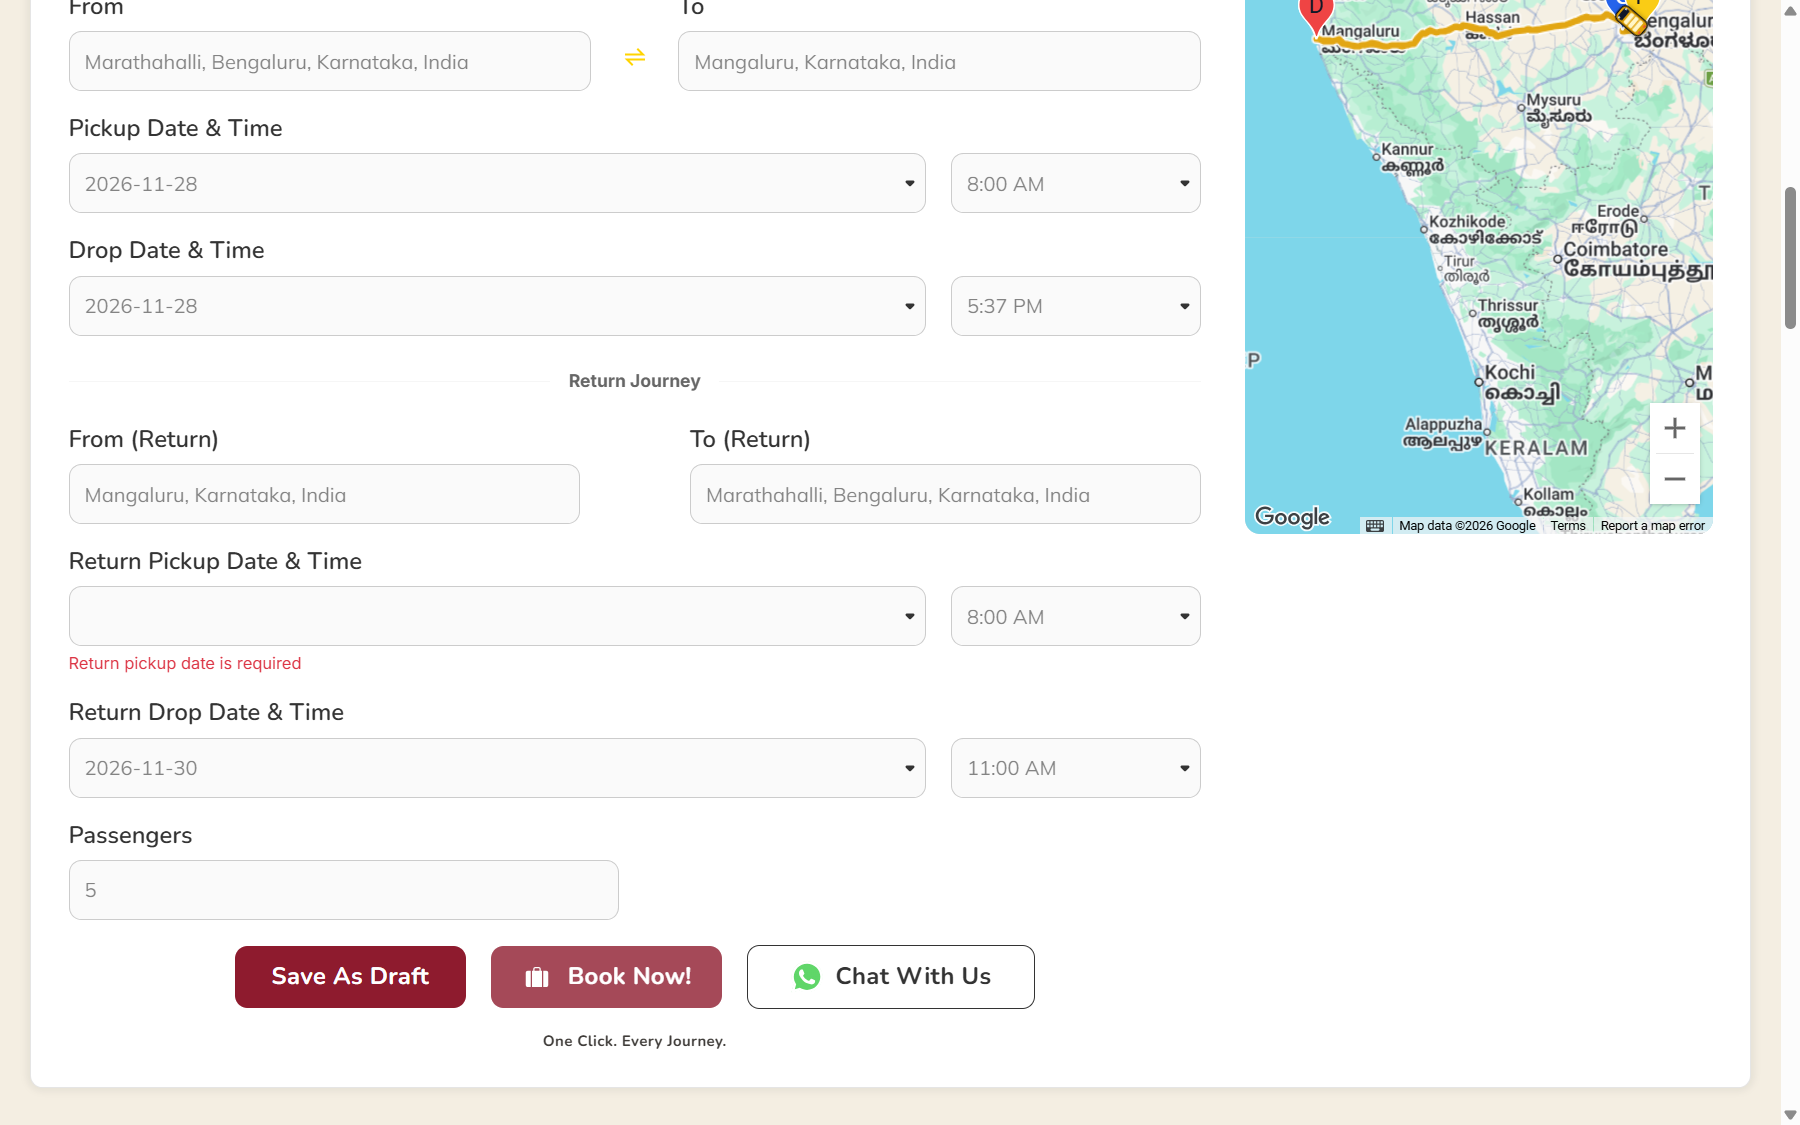 From
To
Marathahalli, Bengaluru, Karnataka, India
Mangaluru, Karnataka, India
Pickup Date & Time
2026-11-28
8:00 AM
Drop Date & Time
2026-11-28
5:37 PM
Return Journey
From (Return)
To (Return)
Mangaluru, Karnataka, India
Marathahalli, Bengaluru, Karnataka, India
Return Pickup Date & Time
8:00 AM
Return pickup date is required
Return Drop Date & Time
2026-11-30
11:00 AM
Passengers
5
Save As Draft
Book Now!
Chat With Us
One Click. Every Journey.
D
Mangaluru
Hassan
Mysuru
ಮೈಸೂರು
Kannur
കണ്ണൂർ
Kozhikode
കോഴിക്കോട്
Tirur
തിരൂർ
Erode
ஈரோடு
Coimbatore
Thrissur
തൃശ്ശൂർ
Kochi
കൊച്ചി
Alappuzha
ആലപ്പുഴ
KERALAM
Kollam
കൊല്ലം
Google
Map data ©2026 Google
Terms
Report a map error